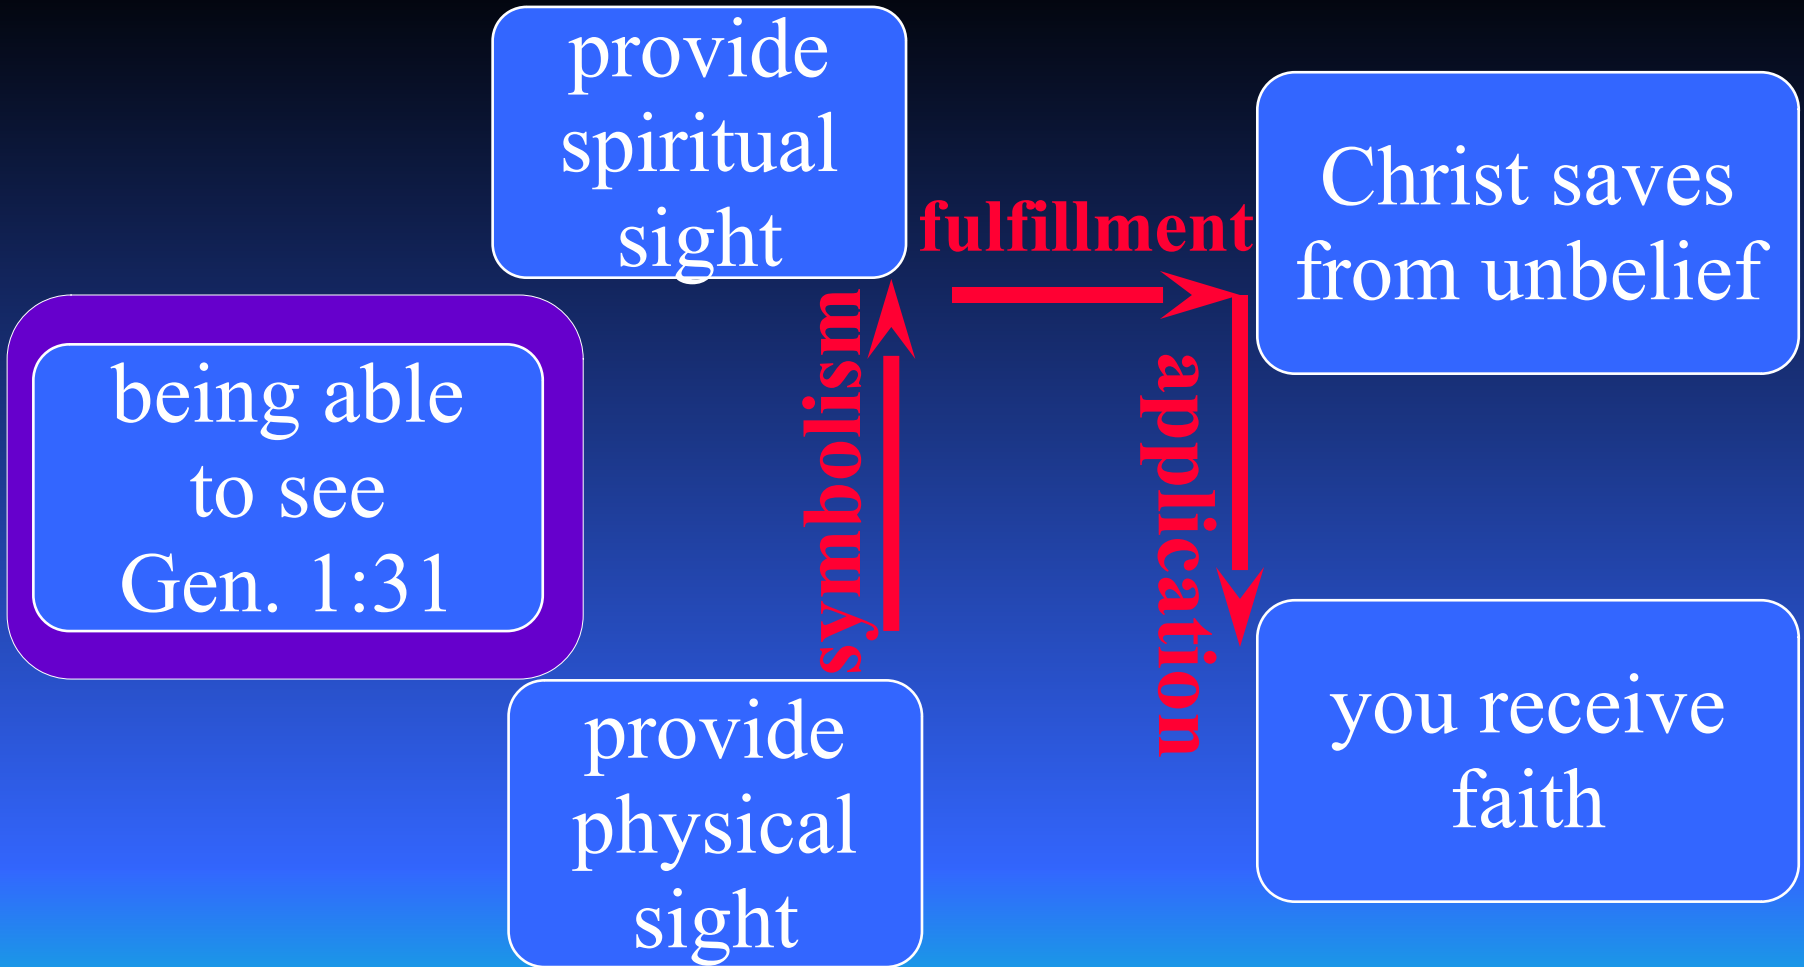 provide
spiritual
sight
fulfillment
Christ saves
from unbelief
being able
to see
Gen. 1:31
symbolism
application
provide
physical
sight
you receive
faith